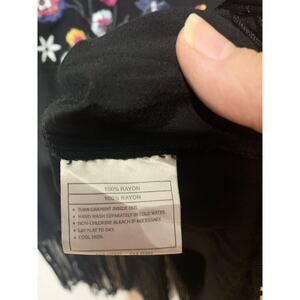 100% RAYON
100% RAYON
• TURN GARMENT INSIDE OUT.
• HAND WASH SEPARATELY IN COLD WATER.
• NON-CHLORINE BLEACH IF NECESSARY.
• LAY FLAT TO DRY.
• COOL IRON.